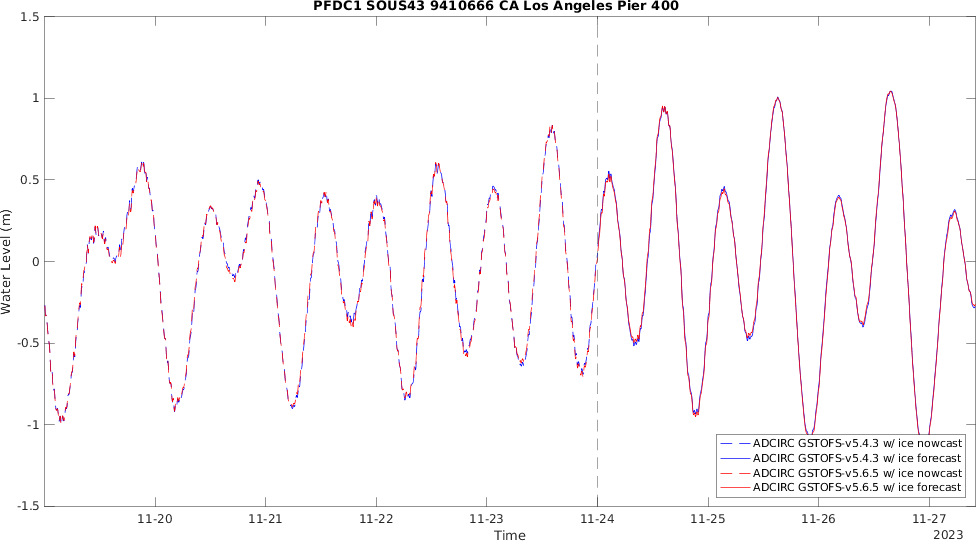 PFDC1 SOUS43 9410666 CA Los Angeles Pier 400
1.5
1
0.5
0
-0.5
-1
-1.5
Water Level (m)
11-20
11-21
11-22
11-23
11-24
11-25
11-26
11-27
Time
2023
ADCIRC GSTOFS-v5.4.3 w/ ice nowcast
ADCIRC GSTOFS-v5.4.3 w/ ice forecast
ADCIRC GSTOFS-v5.6.5 w/ ice nowcast
ADCIRC GSTOFS-v5.6.5 w/ ice forecast